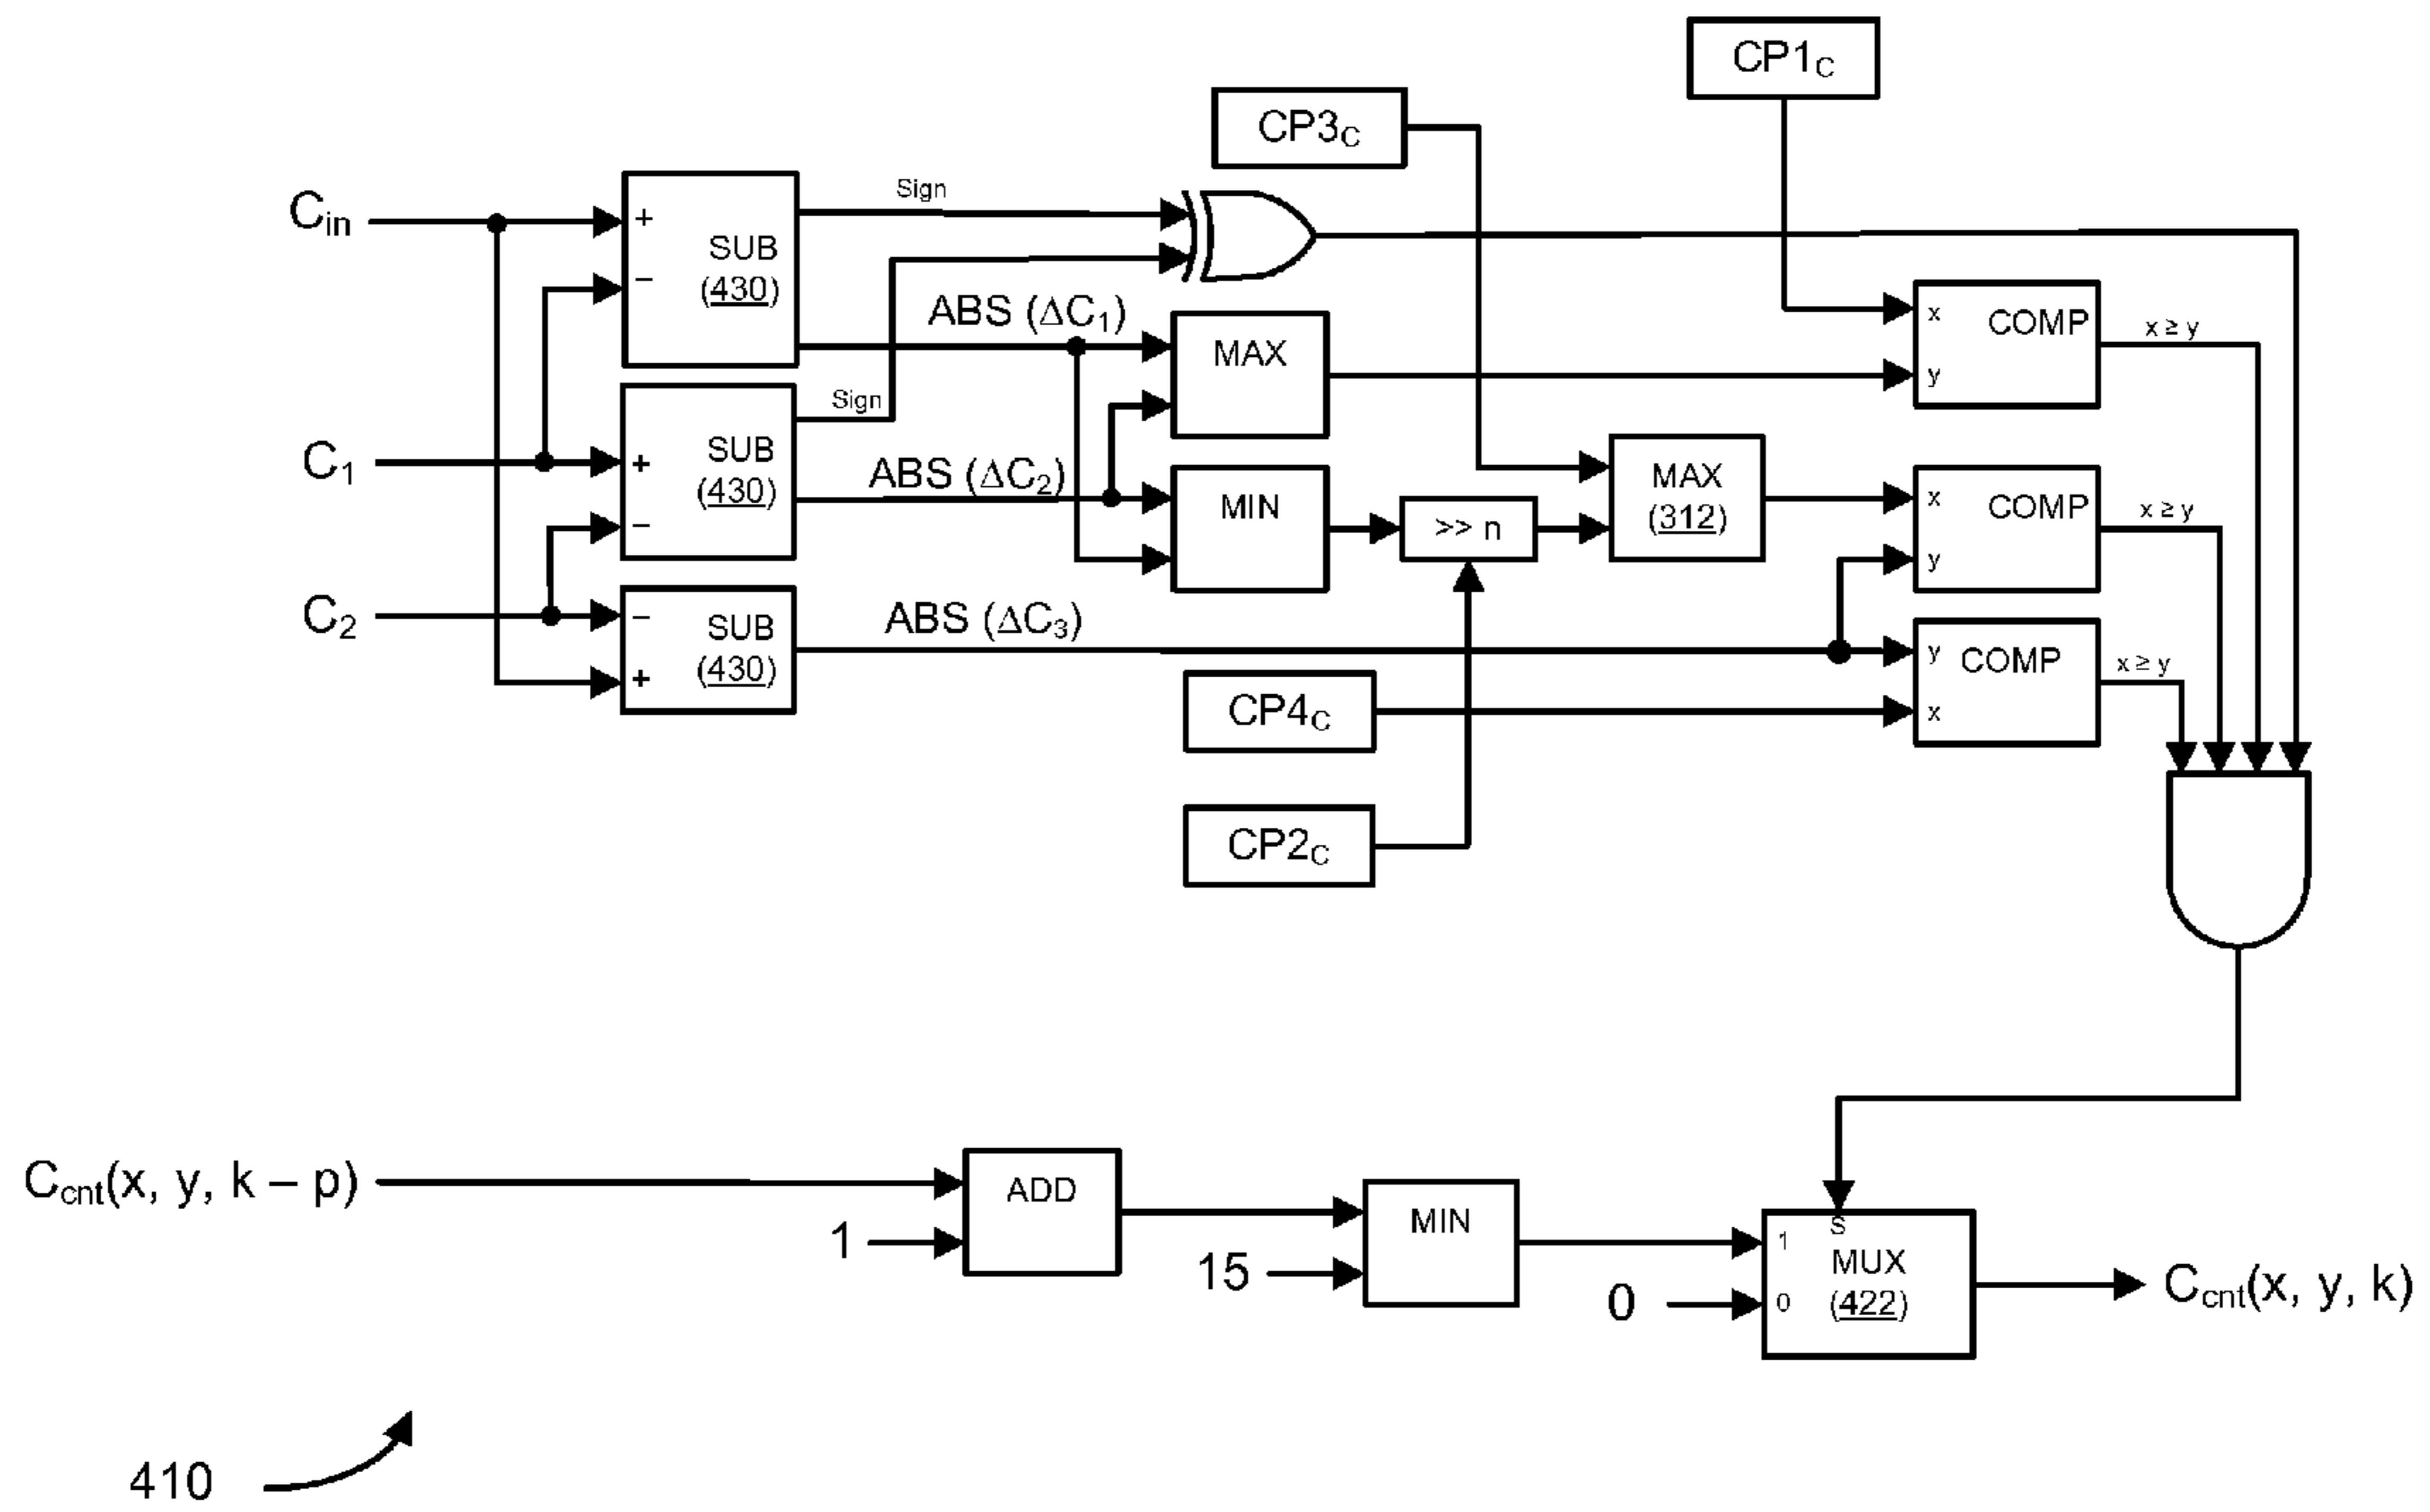 CP1C
CP3C
Cin
+
−
SUB
(430)
Sign
ABS (ΔC1)
MAX
x
y
COMP
x ≥ y
Sign
C1
+
−
SUB
(430)
ABS (ΔC2)
MIN
>> n
MAX
(312)
x
y
COMP
x ≥ y
C2
−
+
SUB
(430)
ABS (ΔC3)
y
x
COMP
x ≥ y
CP4C
CP2C
Ccnt(x, y, k – p)
1
ADD
15
MIN
0
S
1
0
MUX
(422)
Ccnt(x, y, k)
410